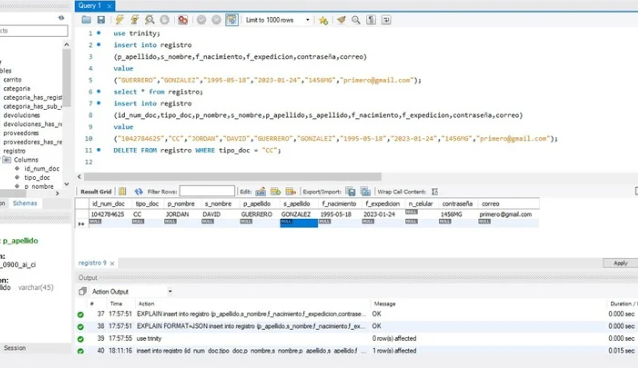 Query 1
Limit to 1000 rows
1 use trinity;
2 insert into registro
3 (p_apellido,s_nombre,f_nacimiento,f_expedicion,contraseña,correo)
4 value
5 ("GUERRERO","GONZALEZ","1995-05-18","2023-01-24","1456MG","primero@gmail.com");
6 select * from registro;
7 insert into registro
8 (id_num_doc,tipo_doc,p_nombre,s_nombre,p_apellido,s_apellido,f_nacimiento,f_expedicion,contraseña,correo)
9 value
10 ("1042784625","CC","JORDAN","DAVID","GUERRERO","GONZALEZ","1995-05-18","2023-01-24","1456MG","primero@gmail.com");
11 DELETE FROM registro WHERE tipo_doc = "CC";
12
carrito
categoria
categoria_has_regist
categoria_has_sub_
devoluciones
devoluciones_has_re
proveedores
proveedores_has_re
registro
Columns
id_num_doc
tipo_doc
p_nombre
Schemas
p_apellido
_0900_ai_ci
varchar(45)
Session
Result Grid
Filter Rows:
Edit:
Export/Import:
Wrap Cell Content:
id_num_doc tipo_doc p_nombre s_nombre p_apellido s_apellido f_nacimiento f_expedicion n_celular contraseña correo
1042784625 CC JORDAN DAVID GUERRERO GONZALEZ 1995-05-18 2023-01-24 NULL 1456MG primero@gmail.com
NULL NULL NULL NULL NULL NULL NULL NULL NULL NULL NULL
registro 9
Apply
Output
Action Output
# Time Action Message Duration /
37 17:57:51 EXPLAIN insert into registro (p_apellido,s_nombre,f_nacimiento,f_expedicion,contrase... OK 0.000 sec
38 17:57:51 EXPLAIN FORMAT=JSON insert into registro (p_apellido,s_nombre,f_nacimiento,f_ex... OK 0.000 sec
39 17:57:55 use trinity 0 row(s) affected 0.000 sec
40 18:11:16 insert into registro (id_num_doc,tipo_doc,p_nombre,s_nombre,p_apellido,s_apellido,f... 1 row(s) affected 0.015 sec